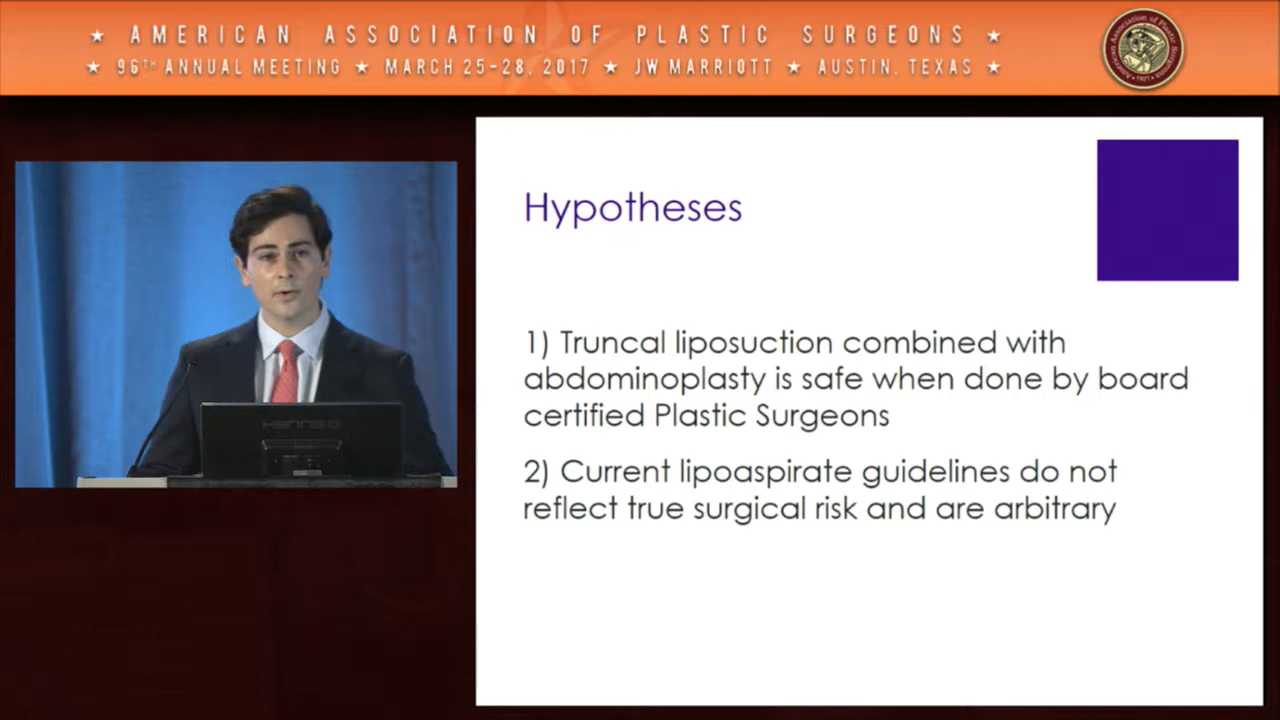 ★ AMERICAN ASSOCIATION OF PLASTIC SURGEONS ★
★ 96TH ANNUAL MEETING ★ MARCH 25-28, 2017 ★ JW MARRIOTT ★ AUSTIN, TEXAS ★
Hypotheses
1) Truncal liposuction combined with
abdominoplasty is safe when done by board
certified Plastic Surgeons
2) Current lipoaspirate guidelines do not
reflect true surgical risk and are arbitrary